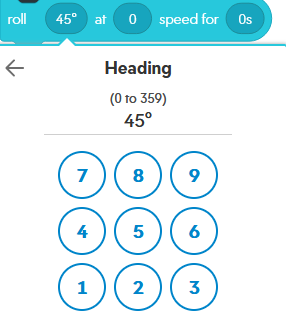 roll 45° at 0 speed for 0s
Heading
(0 to 359)
45°
7 8 9
4 5 6
1 2 3